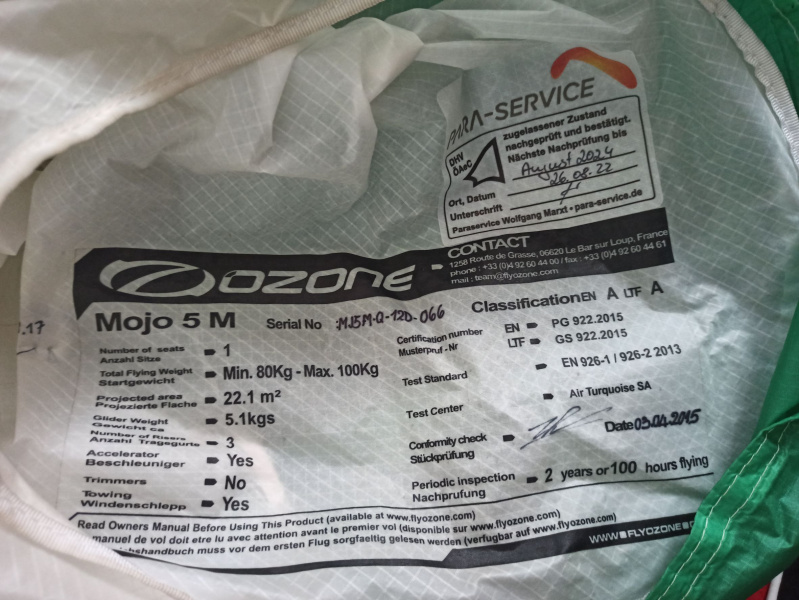 PARA-SERVICE
DHV
ÖAeC
zugelassener Zustand
nachgeprüft und bestätigt.
Nächste Nachprüfung bis
August 2024
26.08.22
Ort, Datum
Unterschrift
Paraservice Wolfgang Marxt • para-service.de
OZONE
CONTACT
1258 Route de Grasse, 06620 Le Bar sur Loup, France
phone : +33 (0)4 92 60 44 00 / fax : +33 (0)4 92 60 44 61
mail : team@flyozone.com
.17
Mojo 5 M
Serial No :MJ5M-Q-12D-066
Classification EN A LTF A
Number of seats
Anzahl Sitze
1
Total Flying Weight
Startgewicht
Min. 80Kg - Max. 100Kg
Projected area
Projezierte Flache
22.1 m²
Glider Weight
Gewicht ca
5.1kgs
Number of Risers
Anzahl Tragegurte
3
Accelerator
Beschleuniger
Yes
Trimmers
No
Towing
Windenschlepp
Yes
Certification number
Musterpruf - Nr
EN PG 922.2015
LTF GS 922.2015
Test Standard
EN 926-1 / 926-2 2013
Test Center
Air Turquoise SA
Conformity check
Stückprüfung
Date 03.04.2015
Periodic inspection
Nachprufung
2 years or 100 hours flying
Read Owners Manual Before Using This Product (available at www.flyozone.com)
manuel de vol doit etre lu avec attention avant le premier vol (disponible sur www.flyozone.com)
handbuch muss vor dem ersten Flug sorgfaeltig gelesen werden (verfugbar auf www.flyozone.com)
WWW.FLYOZONE